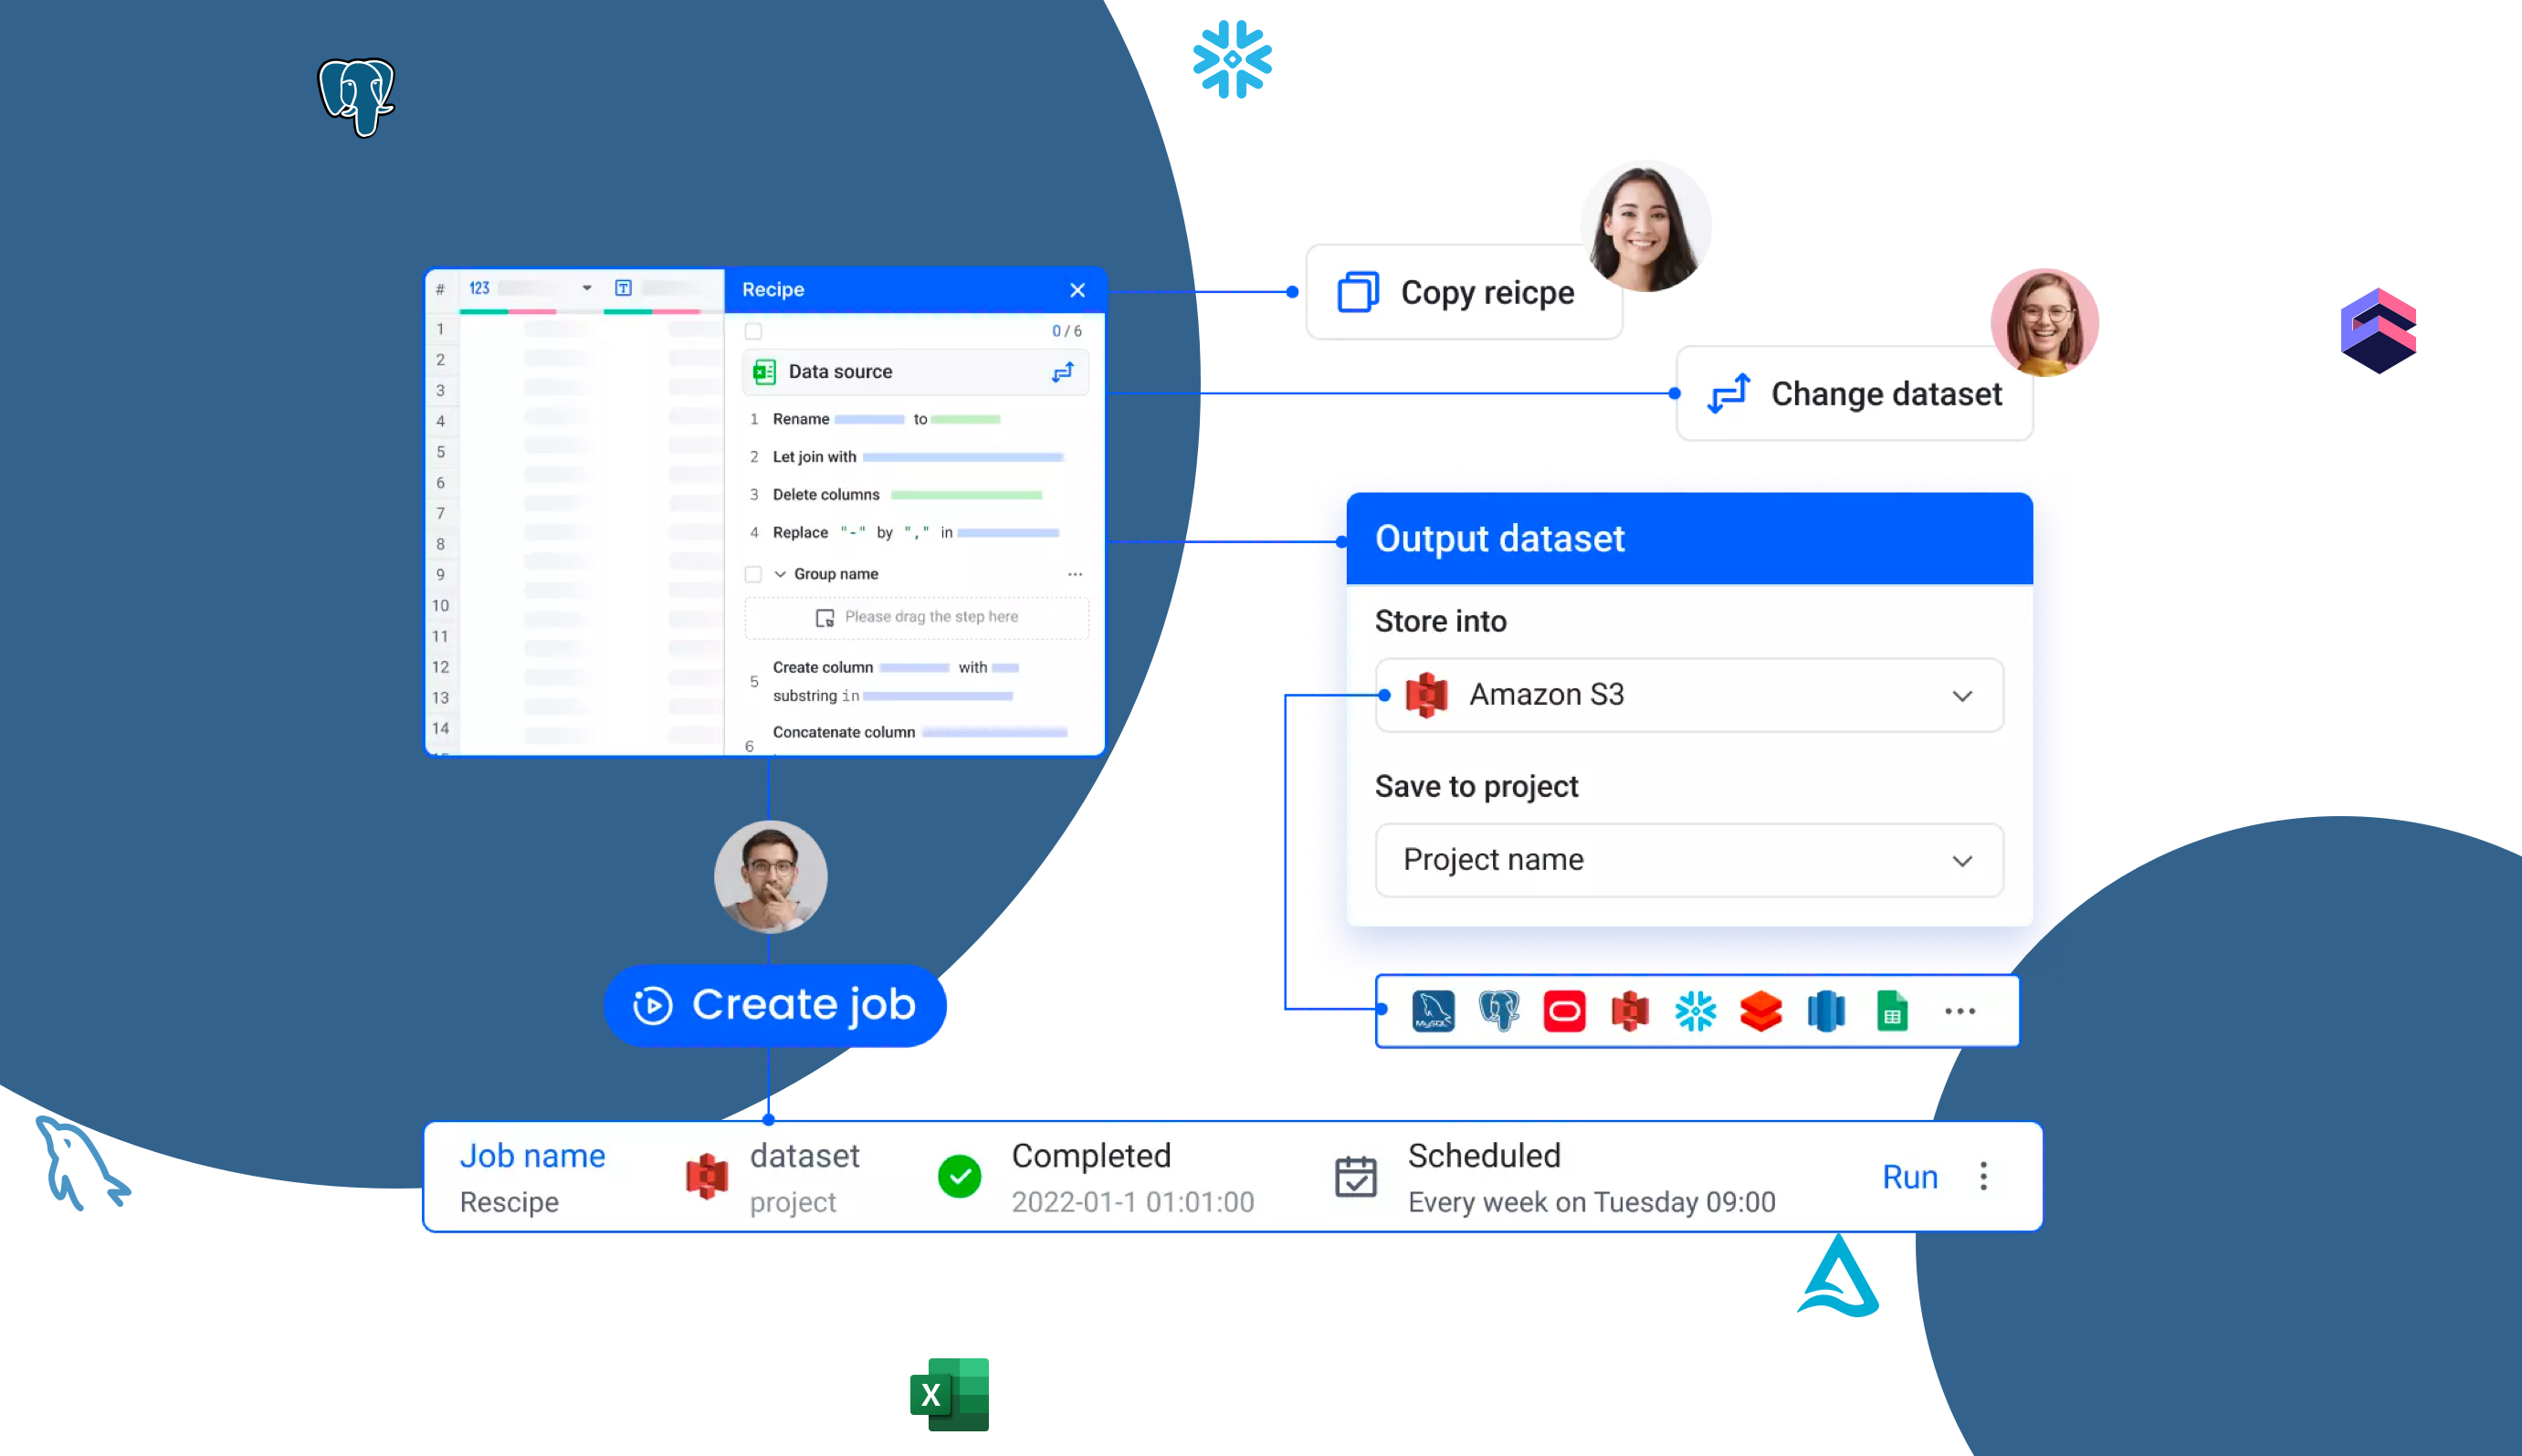 # 123 T
Recipe
0 / 6
Data source
1 Rename to
2 Let join with
3 Delete columns
4 Replace "-" by "," in
Group name ...
Please drag the step here
5 Create column with
substring in
6 Concatenate column
1
2
3
4
5
6
7
8
9
10
11
12
13
14
Copy reicpe
Change dataset
Output dataset
Store into
Amazon S3
Save to project
Project name
MySQL
...
Create job
Job name
Rescipe
dataset
project
Completed
2022-01-1 01:01:00
Scheduled
Every week on Tuesday 09:00
Run
X